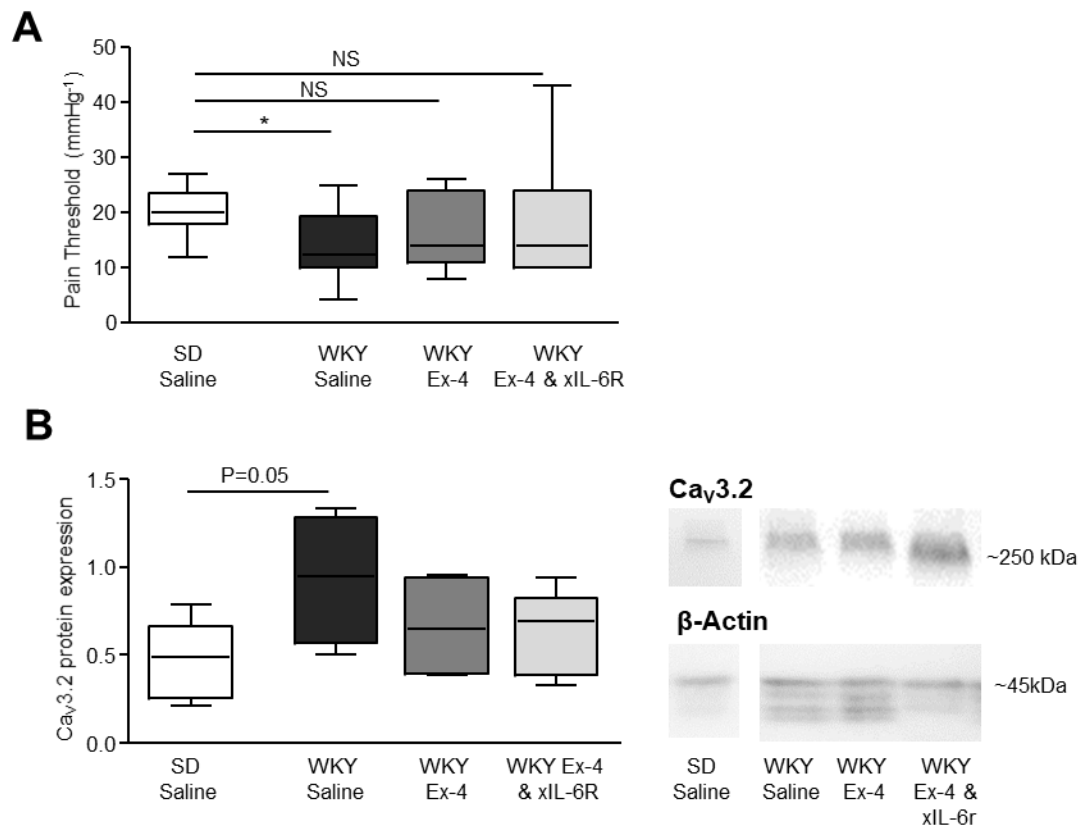 A
Pain Threshold (mmHg⁻¹)
50
40
30
20
10
0
NS
NS
*
SD
Saline
WKY
Saline
WKY
Ex-4
WKY
Ex-4 & xIL-6R
B
CaV3.2 protein expression
1.5
1.0
0.5
0.0
P=0.05
SD
Saline
WKY
Saline
WKY
Ex-4
WKY Ex-4
& xIL-6R
CaV3.2
~250 kDa
β-Actin
~45kDa
SD
Saline
WKY
Saline
WKY
Ex-4
WKY
Ex-4 &
xIL-6r